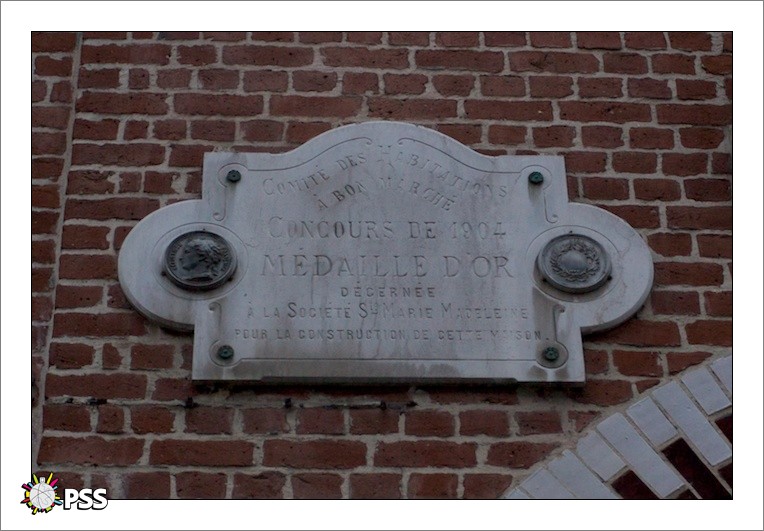 COMITÉ DES HABITATIONS
À BON MARCHÉ
CONCOURS DE 1904
MÉDAILLE D'OR
DÉCERNÉE
À LA SOCIÉTÉ STE MARIE MADELEINE
POUR LA CONSTRUCTION DE CETTE MAISON.
PSS